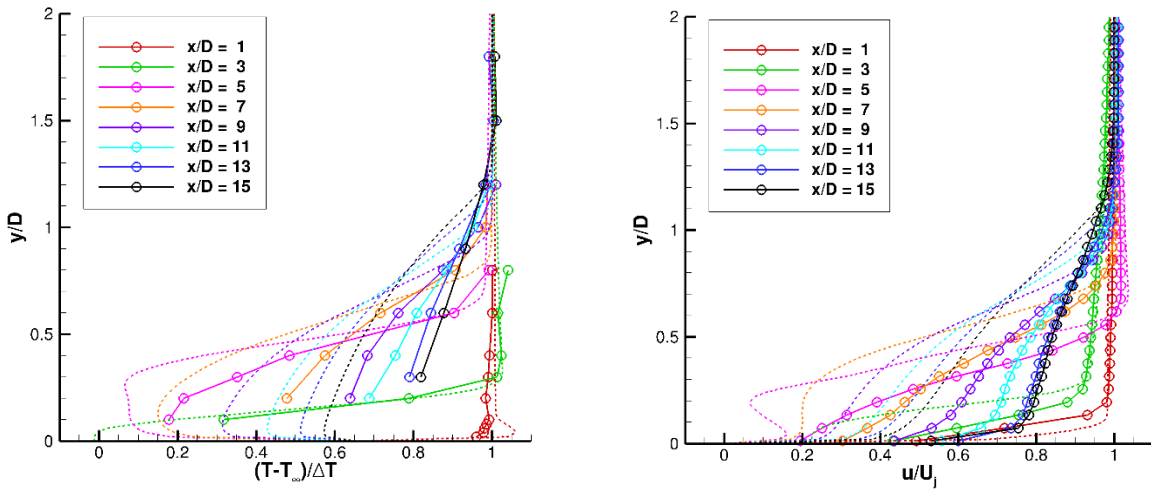 2
1.5
1
0.5
0
y/D
x/D = 1
x/D = 3
x/D = 5
x/D = 7
x/D = 9
x/D = 11
x/D = 13
x/D = 15
0 0.2 0.4 0.6 0.8 1
(T-T∞)/ΔT
2
1.5
1
0.5
0
y/D
x/D = 1
x/D = 3
x/D = 5
x/D = 7
x/D = 9
x/D = 11
x/D = 13
x/D = 15
0 0.2 0.4 0.6 0.8 1
u/Uj